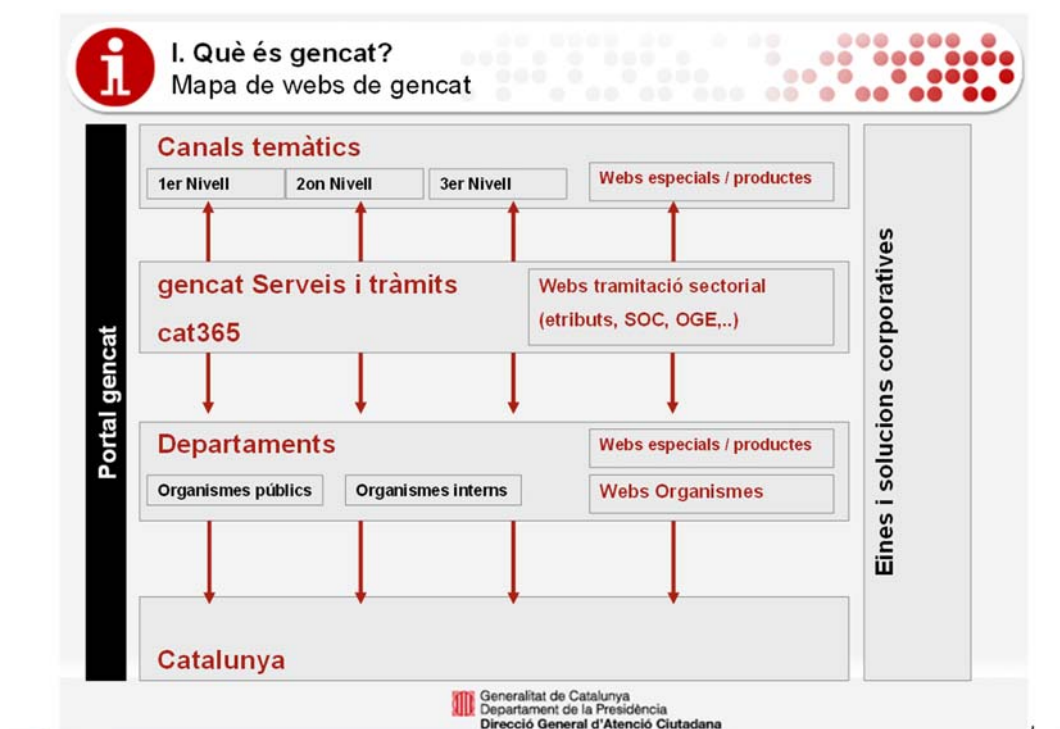 I. Què és gencat?
Mapa de webs de gencat
Portal gencat
Canals temàtics
1er Nivell
2on Nivell
3er Nivell
Webs especials / productes
gencat Serveis i tràmits
cat365
Webs tramitació sectorial
(etributs, SOC, OGE,..)
Departaments
Webs especials / productes
Organismes públics
Organismes interns
Webs Organismes
Catalunya
Eines i solucions corporatives
Generalitat de Catalunya
Departament de la Presidència
Direcció General d'Atenció Ciutadana